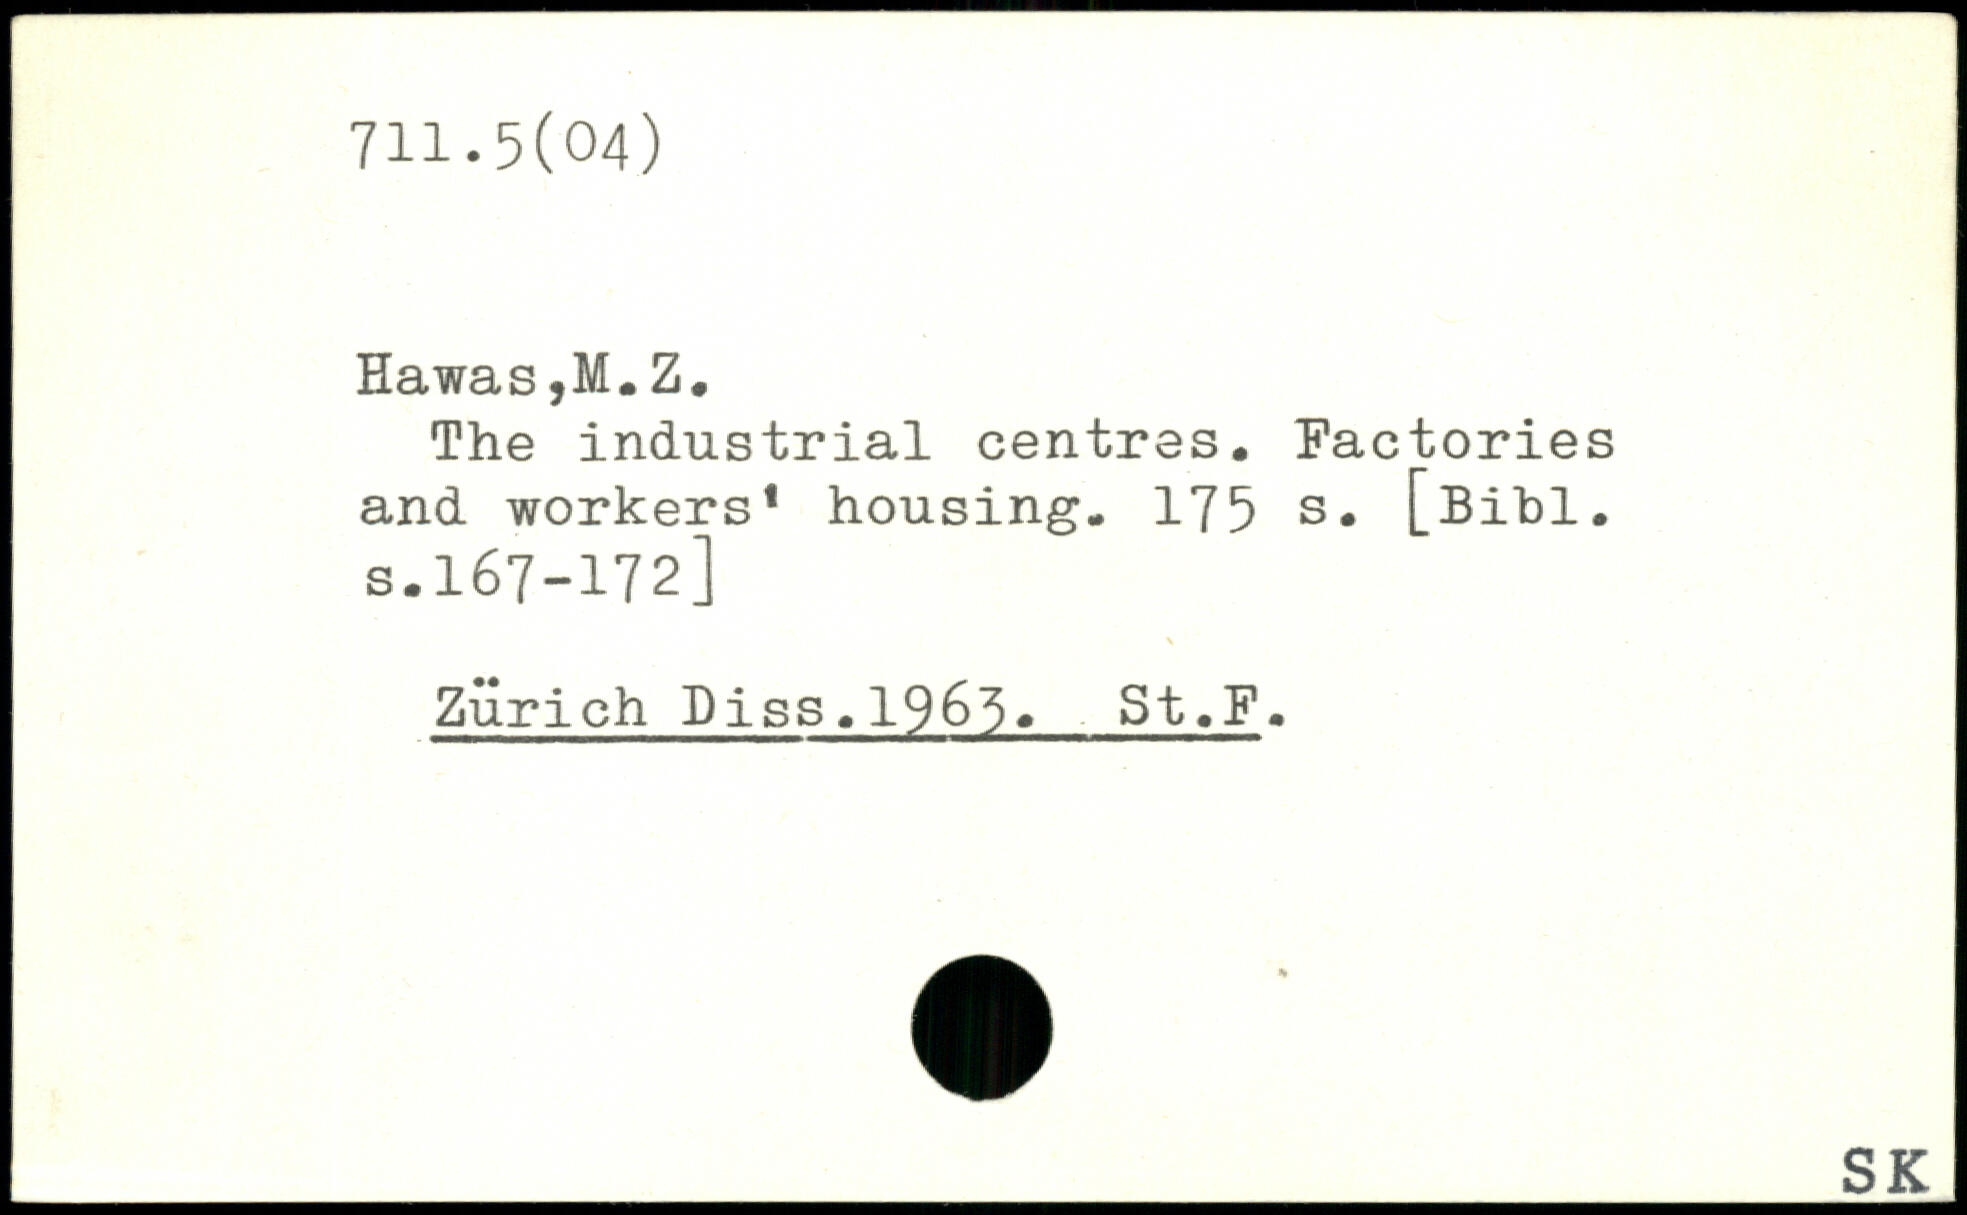 711.5(04)
Hawas,M.Z.
The industrial centres. Factories
and workers' housing. 175 s. [Bibl.
s.167-172]
Zürich Diss.1963. St.F.
SK